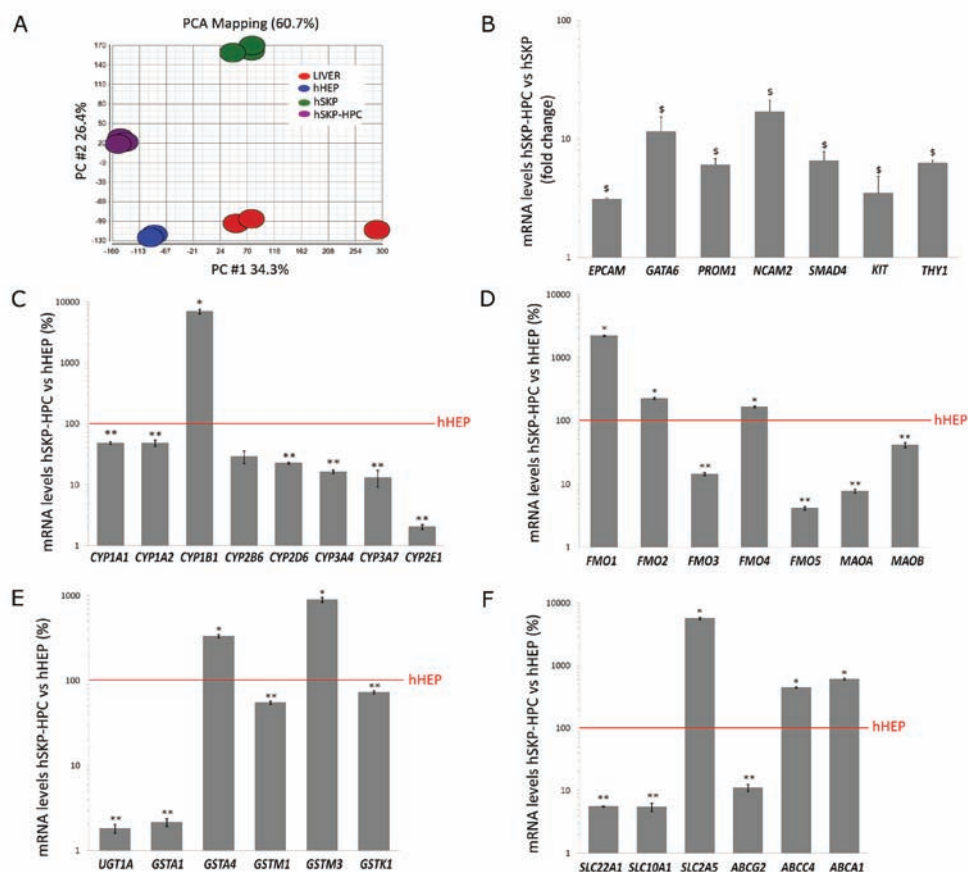 A
PCA Mapping (60.7%)
170
140
110
80
50
20
-9
-39
-69
-99
-130
-160 -113 -67 -21 24 70 116 162 208 254 300
PC #2 26.4%
PC #1 34.3%
LIVER
hHEP
hSKP
hSKP-HPC
B
mRNA levels hSKP-HPC vs hSKP
(fold change)
100
10
1
$ $ $ $ $ $ $
EPCAM GATA6 PROM1 NCAM2 SMAD4 KIT THY1
C
mRNA levels hSKP-HPC vs hHEP (%)
10000
1000
100
10
1
hHEP
** ** * ** ** ** **
CYP1A1 CYP1A2 CYP1B1 CYP2B6 CYP2D6 CYP3A4 CYP3A7 CYP2E1
D
mRNA levels hSKP-HPC vs hHEP (%)
10000
1000
100
10
1
hHEP
* * ** * ** ** **
FMO1 FMO2 FMO3 FMO4 FMO5 MAOA MAOB
E
mRNA levels hSKP-HPC vs hHEP (%)
1000
100
10
1
hHEP
** ** * ** * **
UGT1A GSTA1 GSTA4 GSTM1 GSTM3 GSTK1
F
mRNA levels hSKP-HPC vs hHEP (%)
10000
1000
100
10
1
hHEP
** ** * ** * *
SLC22A1 SLC10A1 SLC2A5 ABCG2 ABCC4 ABCA1